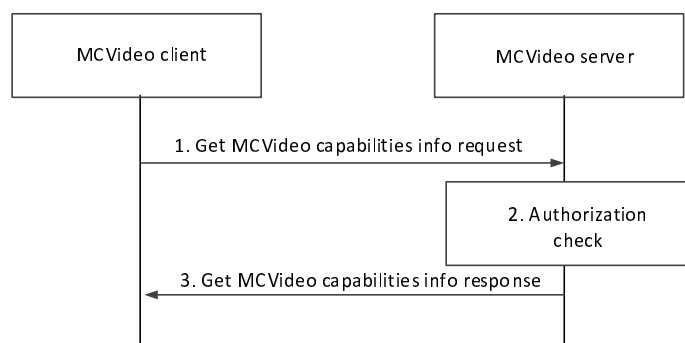 MCVideo client
MCVideo server
1. Get MCVideo capabilities info request
2. Authorization
check
3. Get MCVideo capabilities info response